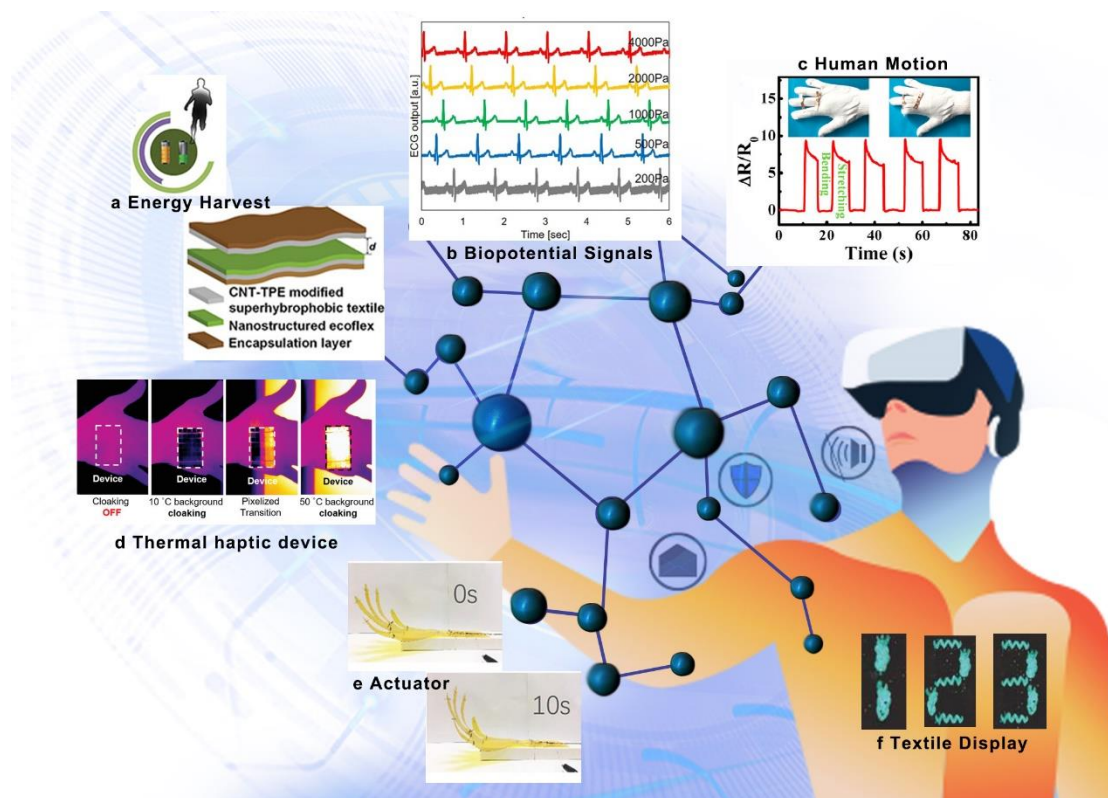 a Energy Harvest
d
CNT-TPE modified
superhybrophobic textile
Nanostructured ecoflex
Encapsulation layer
ECG output [a.u.]
4000Pa
2000Pa
1000Pa
500Pa
200Pa
0 1 2 3 4 5 6
Time [sec]
b Biopotential Signals
c Human Motion
ΔR/R0
15
10
5
0
Bending
Stretching
0 20 40 60 80
Time (s)
Device Device Device Device
Cloaking
OFF
10 °C background
cloaking
Pixelized
Transition
50 °C background
cloaking
d Thermal haptic device
0s
e Actuator
10s
1 2 3
f Textile Display